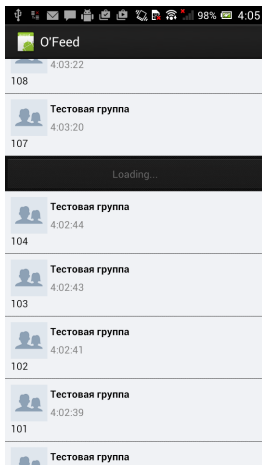 98% 4:05
O'Feed
4:03:22
108
Тестовая группа
4:03:20
107
Loading...
Тестовая группа
4:02:44
104
Тестовая группа
4:02:43
103
Тестовая группа
4:02:41
102
Тестовая группа
4:02:39
101
Тестовая группа